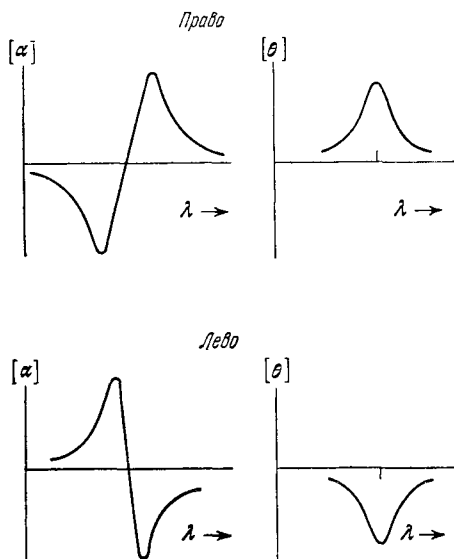 Право
[α] [θ]
λ → λ →
Лево
[α] [θ]
λ → λ →